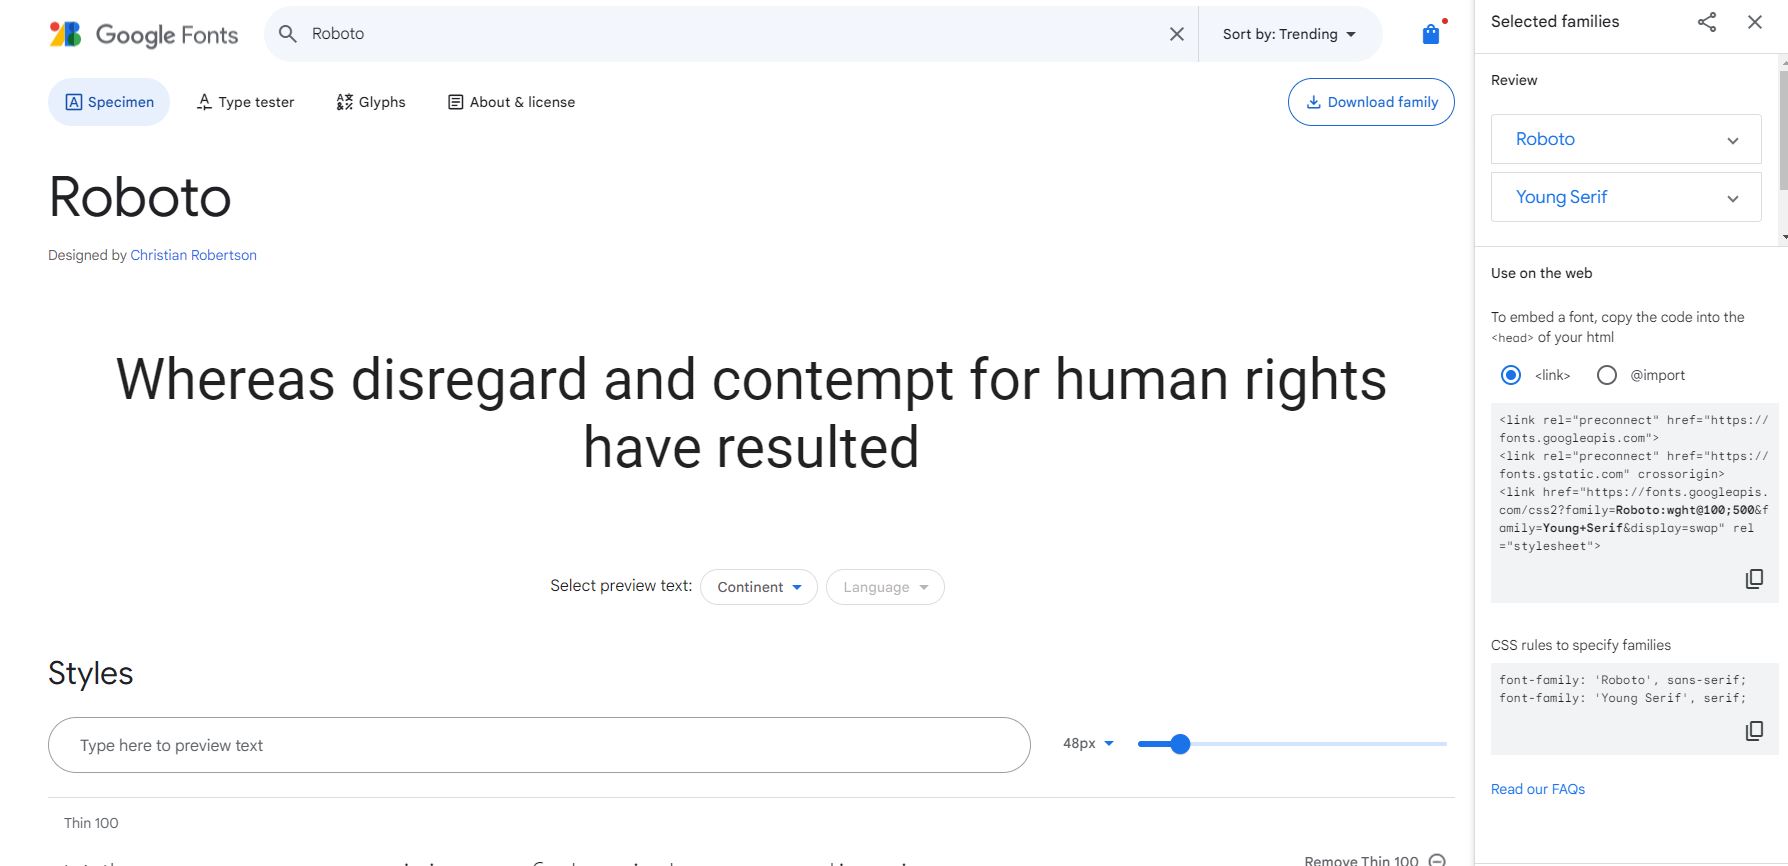 Google Fonts
Roboto
Sort by: Trending
Specimen
Type tester
Glyphs
About & license
Download family
Roboto
Designed by Christian Robertson
Whereas disregard and contempt for human rights
have resulted
Select preview text:
Continent
Language
Styles
Type here to preview text
48px
Thin 100
Remove Thin 100
Selected families
Review
Roboto
Young Serif
Use on the web
To embed a font, copy the code into the
<head> of your html
<link>
@import
<link rel="preconnect" href="https://
fonts.googleapis.com">
<link rel="preconnect" href="https://
fonts.gstatic.com" crossorigin>
<link href="https://fonts.googleapis.
com/css2?family=Roboto:wght@100;500&f
amily=Young+Serif&display=swap" rel
="stylesheet">
CSS rules to specify families
font-family: 'Roboto', sans-serif;
font-family: 'Young Serif', serif;
Read our FAQs